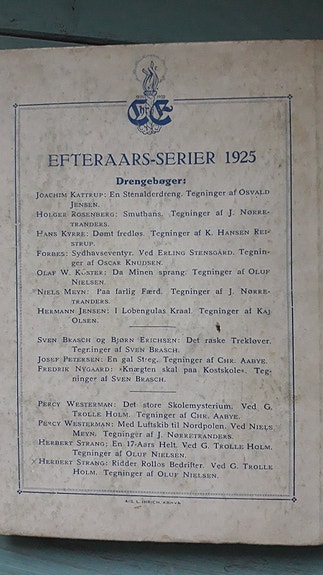 EFTERAARS-SERIER 1925
Drengebøger:
JOACHIM KATTRUP: En Stenalderdreng. Tegninger af OSVALD
JENSEN.
HOLGER ROSENBERG: Smuthans. Tegninger af J. NØRRE-
TRANDERS.
HANS KYRRE: Dømt fredløs. Tegninger af K. HANSEN REI-
STRUP.
FORBES: Sydhavseventyr. Ved ERLING STENSGÅRD. Tegnin-
ger af OSCAR KNUDSEN.
OLAF W. KØSTER: Da Minen sprang. Tegninger af OLUF
NIELSEN.
×NIELS MEYN: Paa farlig Færd. Tegninger af J. NØRRE-
TRANDERS.
HERMANN JENSEN: I Lobengulas Kraal. Tegninger af KAJ
OLSEN.
SVEN BRASCH og BJØRN ERICHSEN: Det raske Trekløver.
Tegninger af SVEN BRASCH.
JOSEF PETERSEN: En gal Streg. Tegninger af CHR. AABYE.
FREDRIK NYGAARD: »Knægten skal paa Kostskole«. Teg-
ninger af SVEN BRASCH.
PERCY WESTERMAN: Det store Skolemysterium. Ved G.
TROLLE HOLM. Tegninger af CHR. AABYE.
PERCY WESTERMAN: Med Luftskib til Nordpolen. Ved NIELS
MEYN. Tegninger af J. NØRRETRANDERS.
HERBERT STRANG: En 17-Aars Helt. Ved G. TROLLE HOLM.
Tegninger af OLUF NIELSEN.
×HERBERT STRANG: Ridder Rollos Bedrifter. Ved G. TROLLE
HOLM. Tegninger af OLUF NIELSEN.